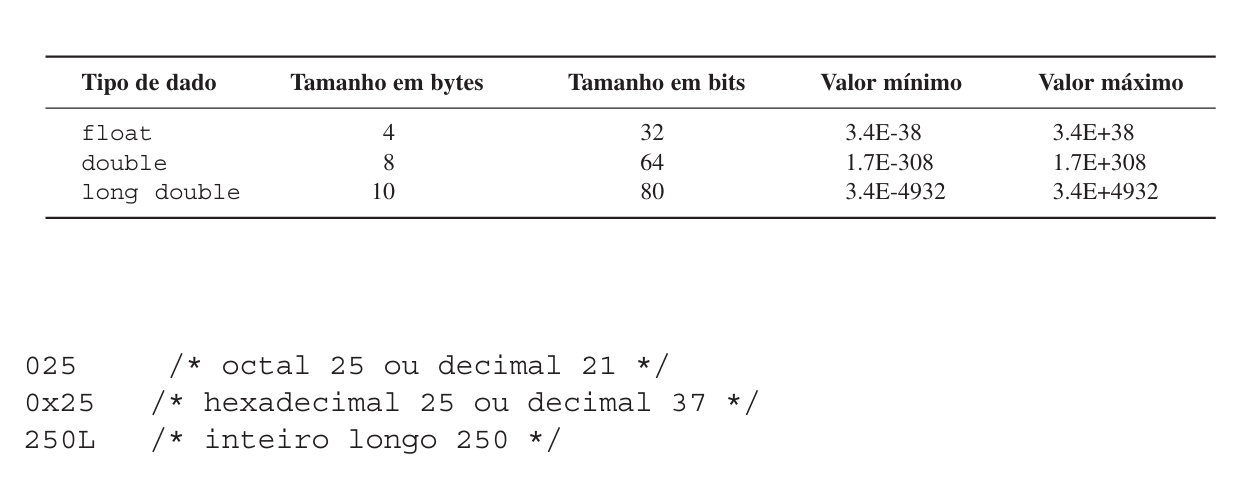 Tipo de dado Tamanho em bytes Tamanho em bits Valor mínimo Valor máximo
float 4 32 3.4E-38 3.4E+38
double 8 64 1.7E-308 1.7E+308
long double 10 80 3.4E-4932 3.4E+4932
025 /* octal 25 ou decimal 21 */
0x25 /* hexadecimal 25 ou decimal 37 */
250L /* inteiro longo 250 */